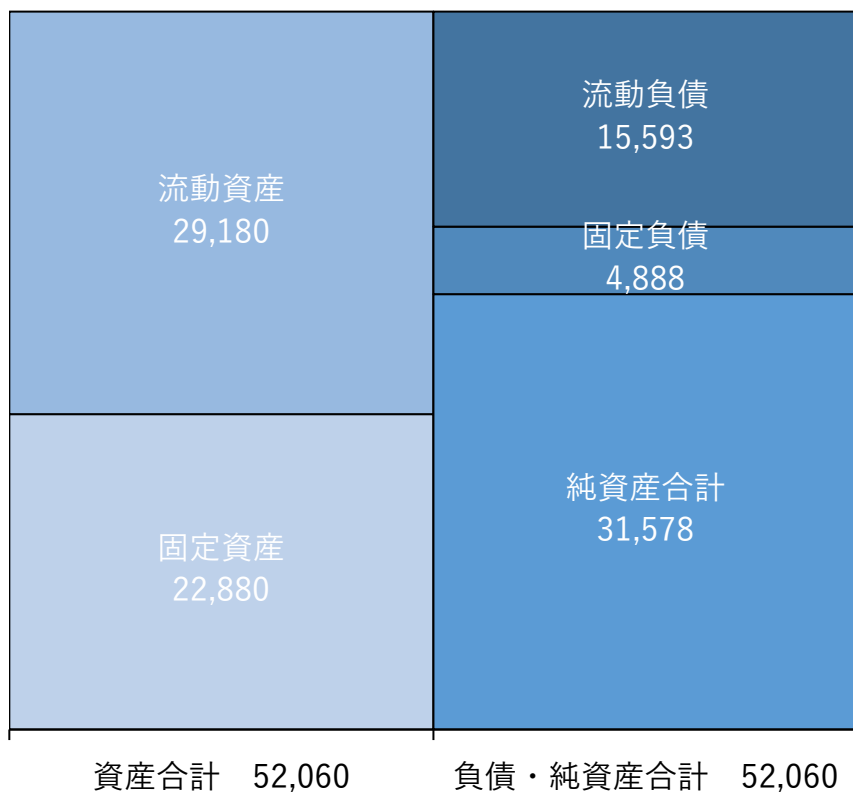 流動資産
29,180
固定資産
22,880
流動負債
15,593
固定負債
4,888
純資産合計
31,578
資産合計　52,060
負債・純資産合計　52,060